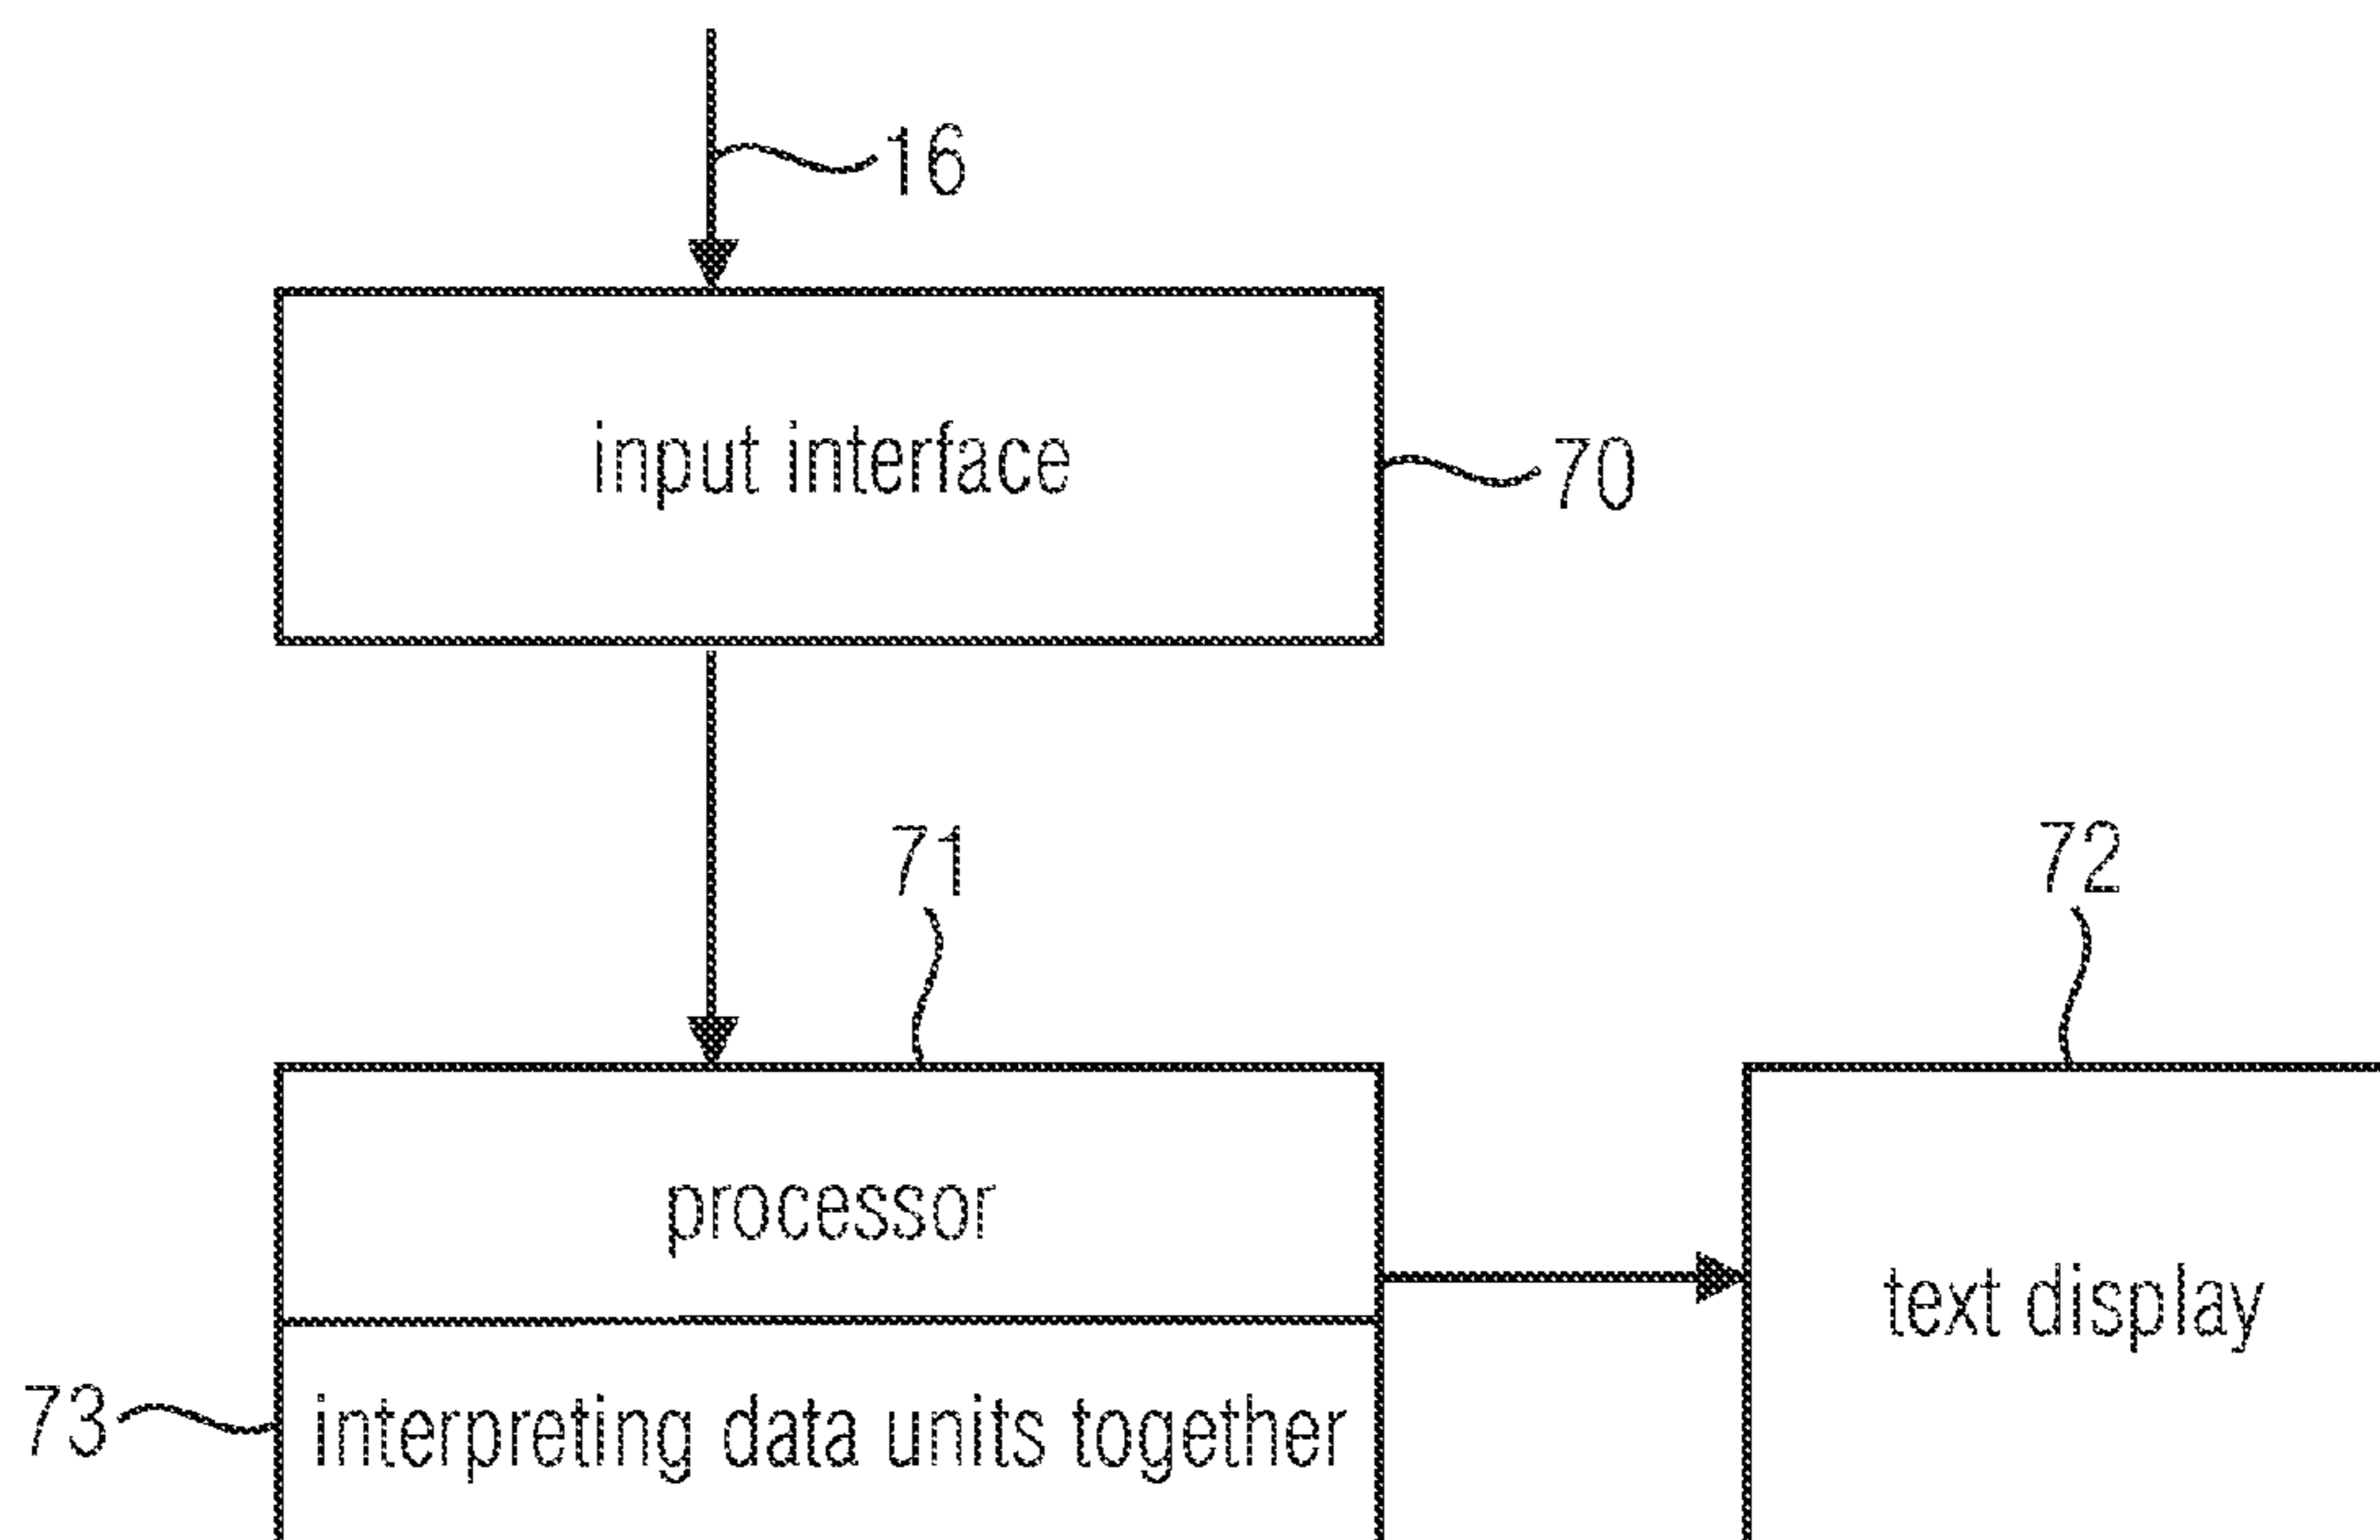 16
input interface
70
71
72
processor
text display
73
interpreting data units together